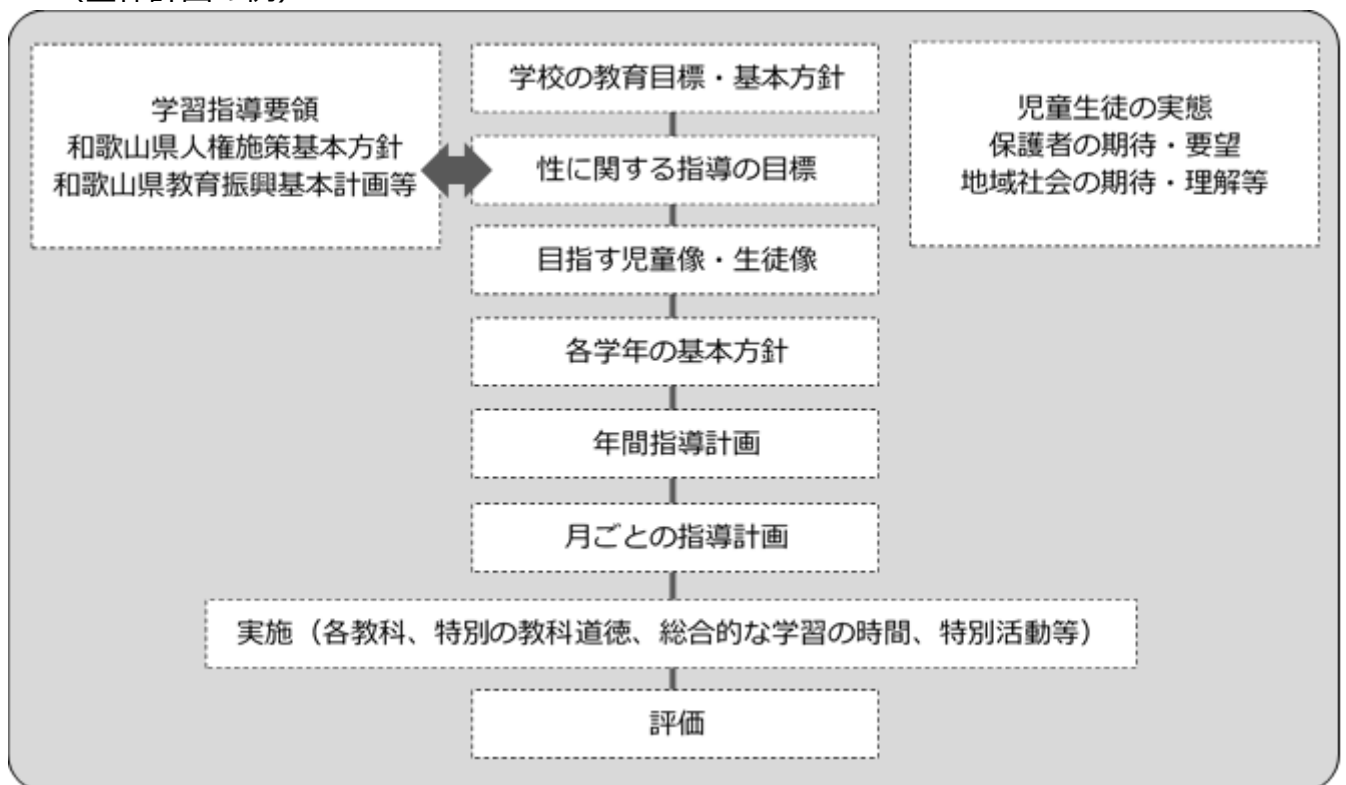 学校の教育目標・基本方針
学習指導要領
和歌山県人権施策基本方針
和歌山県教育振興基本計画等
児童生徒の実態
保護者の期待・要望
地域社会の期待・理解等
性に関する指導の目標
目指す児童像・生徒像
各学年の基本方針
年間指導計画
月ごとの指導計画
実施（各教科、特別の教科道徳、総合的な学習の時間、特別活動等）
評価